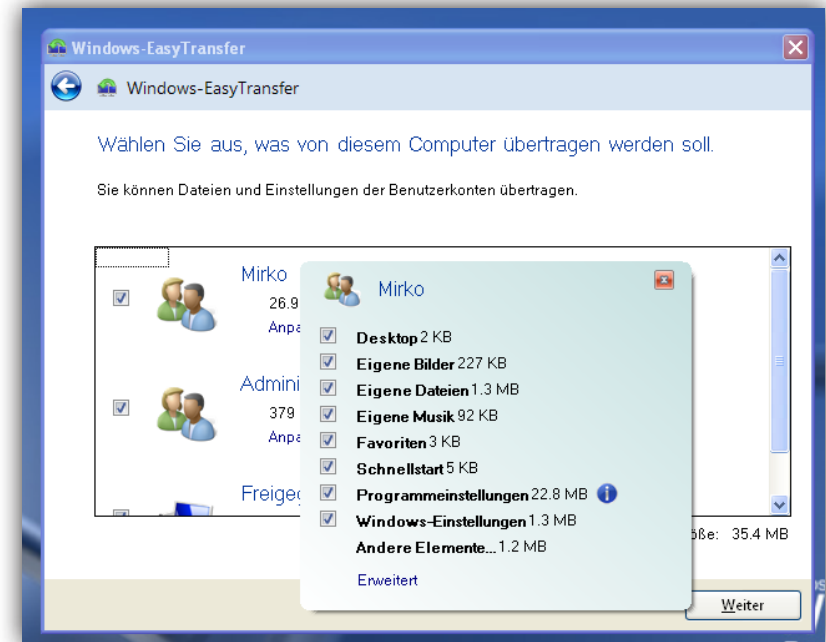 Windows-EasyTransfer
Windows-EasyTransfer
Wählen Sie aus, was von diesem Computer übertragen werden soll.
Sie können Dateien und Einstellungen der Benutzerkonten übertragen.
Mirko
26.9
Anpa
Admini
379
Anpa
Freigeg
Mirko
Desktop 2 KB
Eigene Bilder 227 KB
Eigene Dateien 1.3 MB
Eigene Musik 92 KB
Favoriten 3 KB
Schnellstart 5 KB
Programmeinstellungen 22.8 MB
Windows-Einstellungen 1.3 MB
Andere Elemente... 1.2 MB
Erweitert
öße: 35.4 MB
Weiter